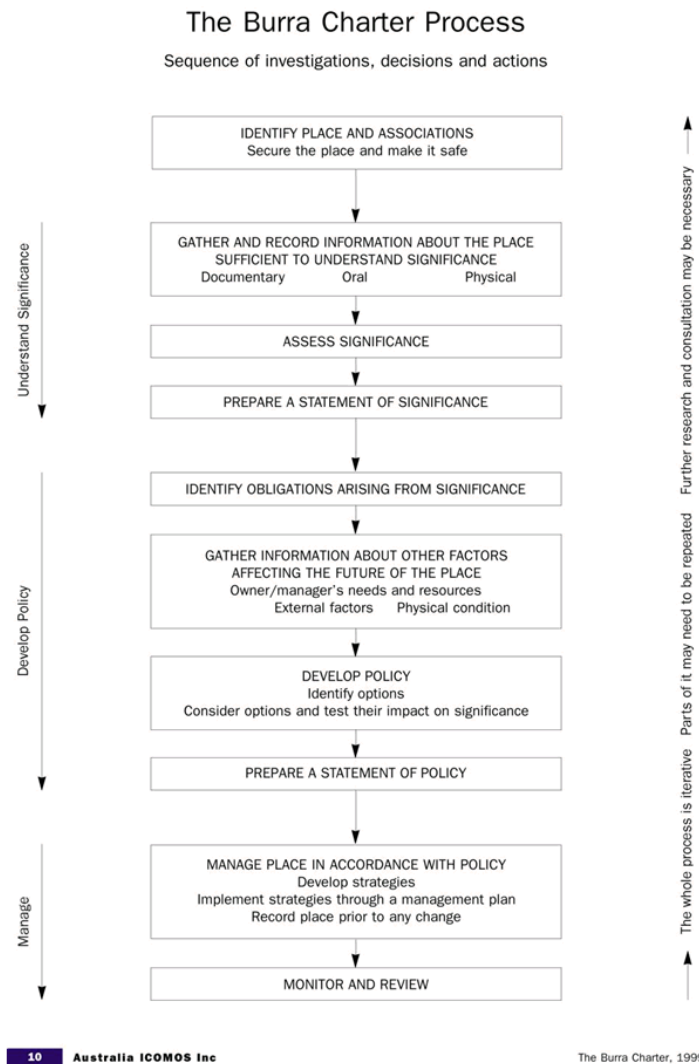 The Burra Charter Process
Sequence of investigations, decisions and actions
IDENTIFY PLACE AND ASSOCIATIONS
Secure the place and make it safe
Understand Significance
GATHER AND RECORD INFORMATION ABOUT THE PLACE
SUFFICIENT TO UNDERSTAND SIGNIFICANCE
Documentary Oral Physical
ASSESS SIGNIFICANCE
PREPARE A STATEMENT OF SIGNIFICANCE
Develop Policy
IDENTIFY OBLIGATIONS ARISING FROM SIGNIFICANCE
GATHER INFORMATION ABOUT OTHER FACTORS
AFFECTING THE FUTURE OF THE PLACE
Owner/manager's needs and resources
External factors Physical condition
DEVELOP POLICY
Identify options
Consider options and test their impact on significance
PREPARE A STATEMENT OF POLICY
Manage
MANAGE PLACE IN ACCORDANCE WITH POLICY
Develop strategies
Implement strategies through a management plan
Record place prior to any change
MONITOR AND REVIEW
The whole process is iterative Parts of it may need to be repeated Further research and consultation may be necessary
10 Australia ICOMOS Inc
The Burra Charter,